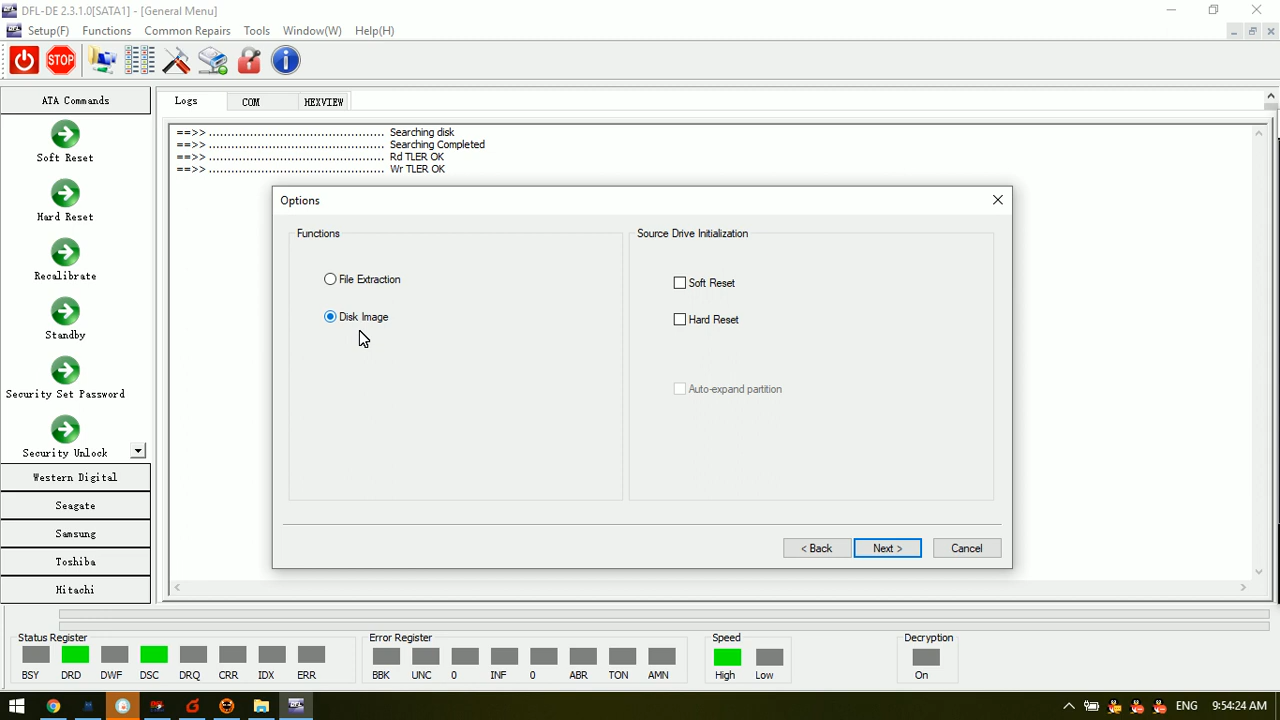 DFL-DE 2.3.1.0[SATA1] - [General Menu]
Setup(F) Functions Common Repairs Tools Window(W) Help(H)
STOP
ATA Commands
Soft Reset
Hard Reset
Recalibrate
Standby
Security Set Password
Security Unlock
Western Digital
Seagate
Samsung
Toshiba
Hitachi
Logs COM HEXVIEW
==>> ............................................... Searching disk
==>> ............................................... Searching Completed
==>> ............................................... Rd TLER OK
==>> ............................................... Wr TLER OK
Options
Functions
File Extraction
Disk Image
Source Drive Initialization
Soft Reset
Hard Reset
Auto-expand partition
< Back Next > Cancel
Status Register
BSY DRD DWF DSC DRQ CRR IDX ERR
Error Register
BBK UNC 0 INF 0 ABR TON AMN
Speed
High Low
Decryption
On
ENG 9:54:24 AM